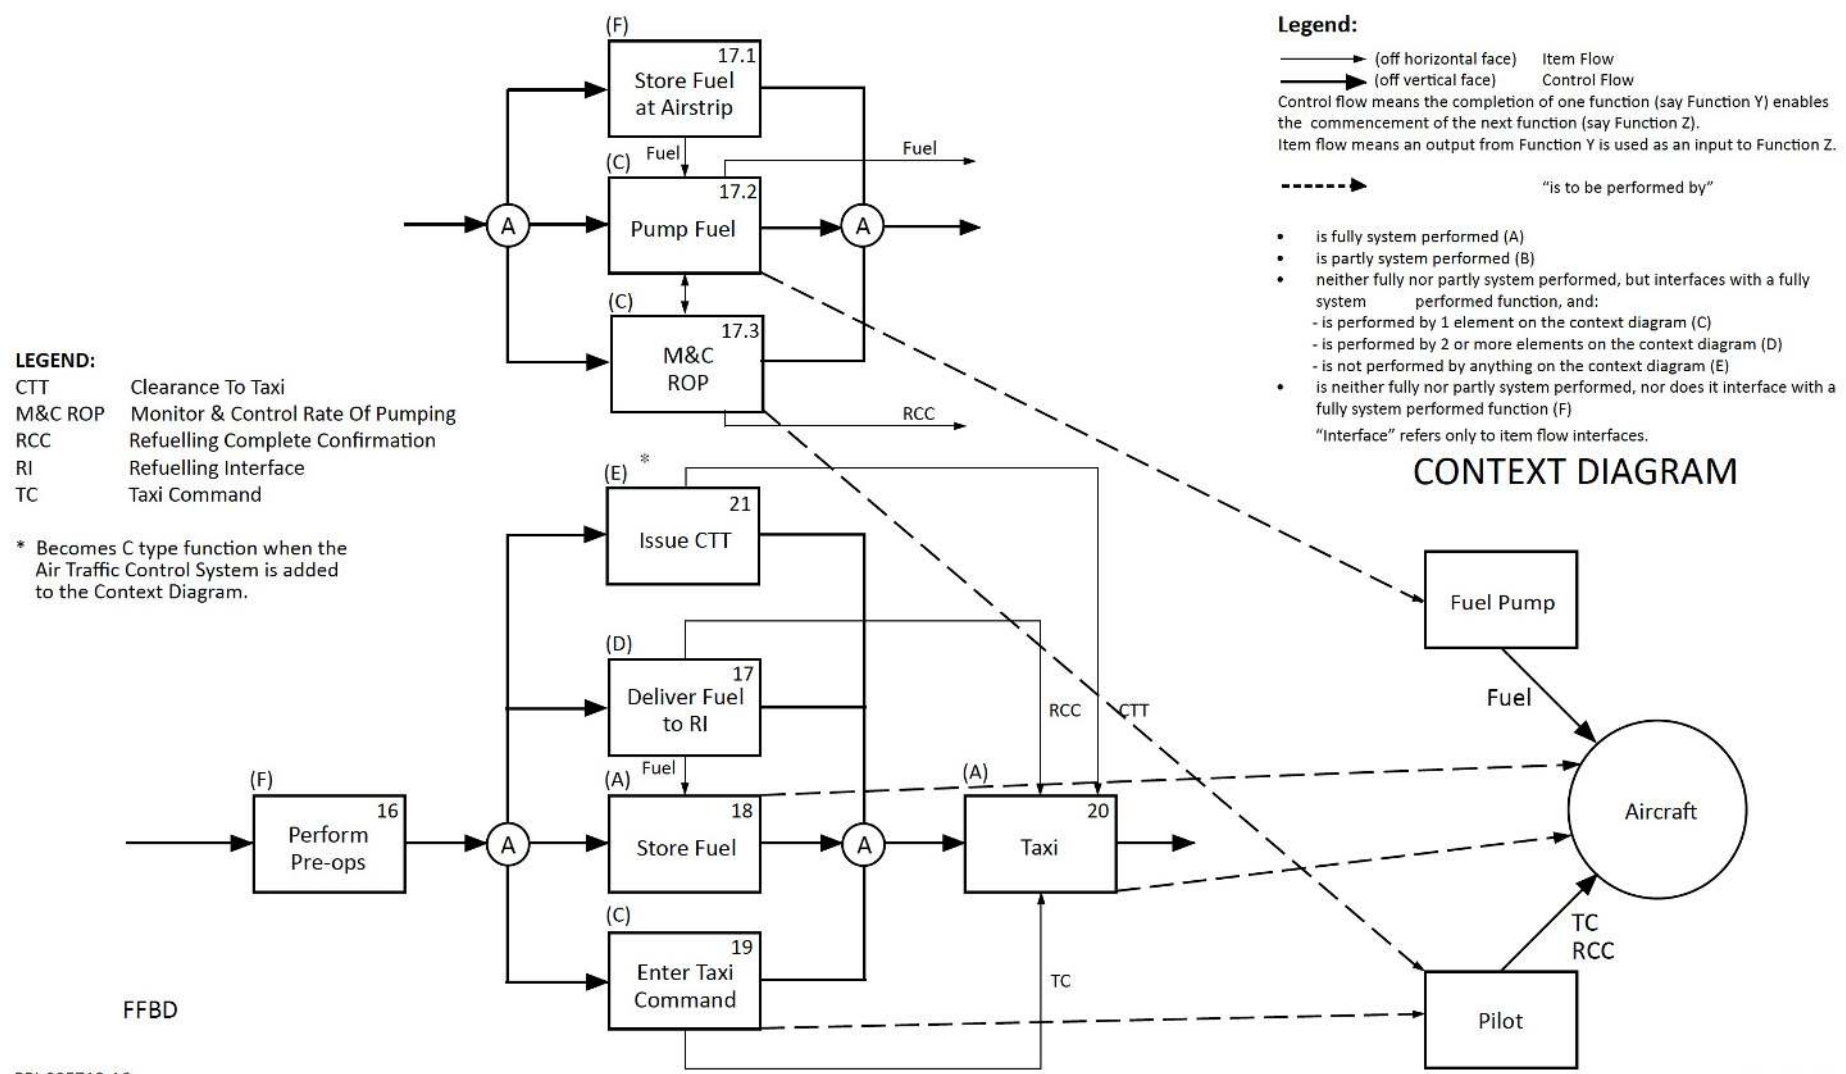 (F)
17.1
Store Fuel
at Airstrip
Fuel
Fuel
(C)
17.2
A
Pump Fuel
A
(C)
17.3
M&C
ROP
RCC
Legend:
(off horizontal face) Item Flow
(off vertical face) Control Flow
Control flow means the completion of one function (say Function Y) enables
the commencement of the next function (say Function Z).
Item flow means an output from Function Y is used as an input to Function Z.
"is to be performed by"
• is fully system performed (A)
• is partly system performed (B)
• neither fully nor partly system performed, but interfaces with a fully
system performed function, and:
- is performed by 1 element on the context diagram (C)
- is performed by 2 or more elements on the context diagram (D)
- is not performed by anything on the context diagram (E)
• is neither fully nor partly system performed, nor does it interface with a
fully system performed function (F)
"Interface" refers only to item flow interfaces.
CONTEXT DIAGRAM
LEGEND:
CTT Clearance To Taxi
M&C ROP Monitor & Control Rate Of Pumping
RCC Refuelling Complete Confirmation
RI Refuelling Interface
TC Taxi Command
* Becomes C type function when the
Air Traffic Control System is added
to the Context Diagram.
(E) *
21
Issue CTT
(D)
17
Deliver Fuel
to RI
RCC
CTT
Fuel
(F)
16
Perform
Pre-ops
A
(A)
18
Store Fuel
A
(A)
20
Taxi
(C)
19
Enter Taxi
Command
TC
Fuel Pump
Fuel
Aircraft
TC
RCC
Pilot
FFBD